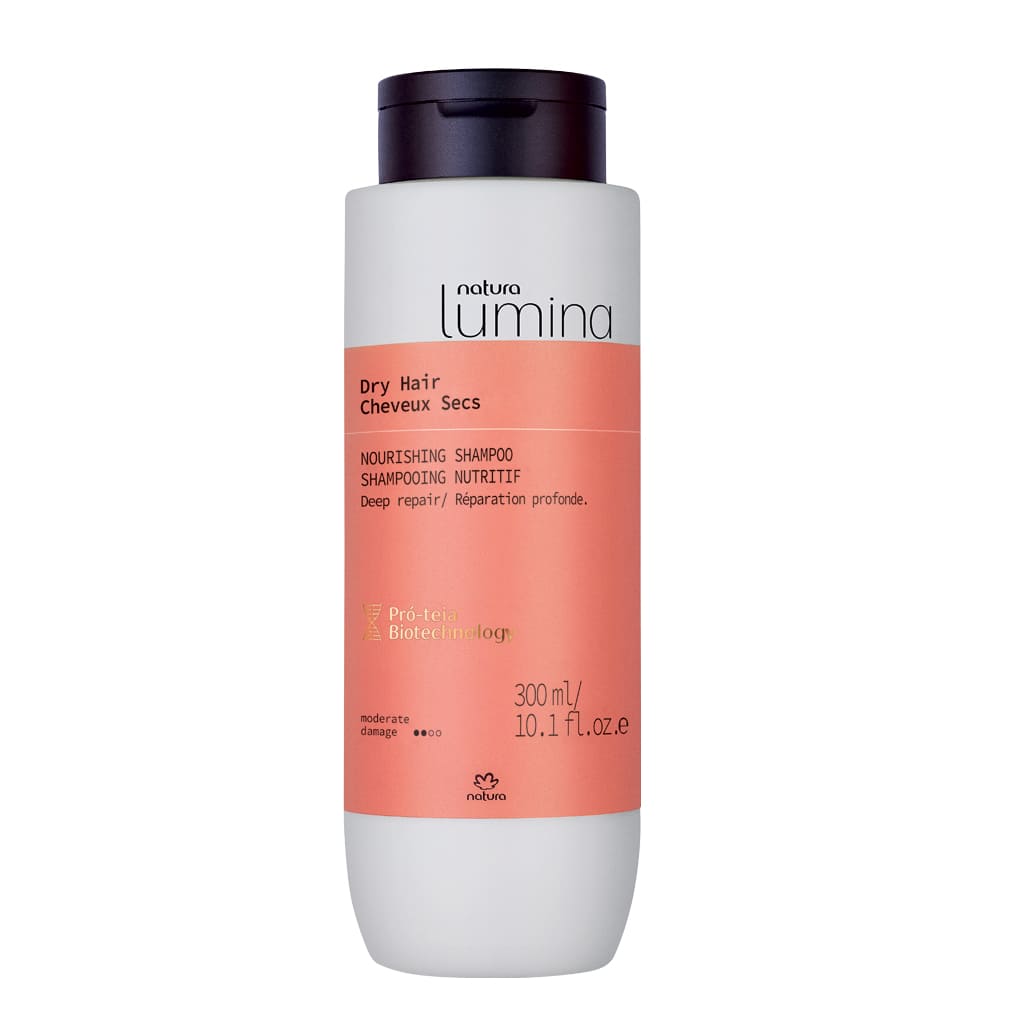 natura
lumina
Dry Hair
Cheveux Secs
NOURISHING SHAMPOO
SHAMPOOING NUTRITIF
Deep repair/ Réparation profonde.
Pró-teia
Biotechnology
300 ml/
10.1 fl.oz.e
moderate
damage
natura